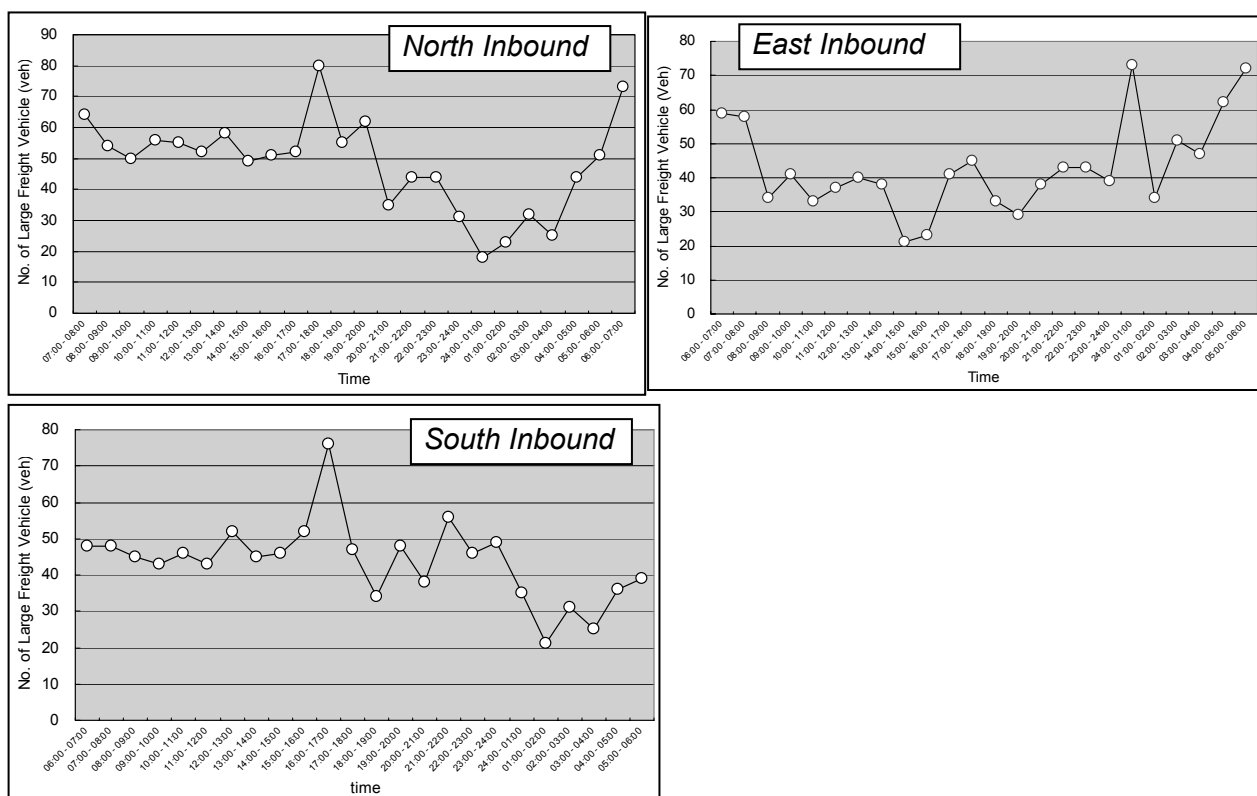 North Inbound
No. of Large Freight Vehicle (veh)
90
80
70
60
50
40
30
20
10
0
07:00 - 08:00
08:00 - 09:00
09:00 - 10:00
10:00 - 11:00
11:00 - 12:00
12:00 - 13:00
13:00 - 14:00
14:00 - 15:00
15:00 - 16:00
16:00 - 17:00
17:00 - 18:00
18:00 - 19:00
19:00 - 20:00
20:00 - 21:00
21:00 - 22:00
22:00 - 23:00
23:00 - 24:00
24:00 - 01:00
01:00 - 02:00
02:00 - 03:00
03:00 - 04:00
04:00 - 05:00
05:00 - 06:00
06:00 - 07:00
Time
East Inbound
No. of Large Freight Vehicle (Veh)
80
70
60
50
40
30
20
10
0
06:00 - 07:00
07:00 - 08:00
08:00 - 09:00
09:00 - 10:00
10:00 - 11:00
11:00 - 12:00
12:00 - 13:00
13:00 - 14:00
14:00 - 15:00
15:00 - 16:00
16:00 - 17:00
17:00 - 18:00
18:00 - 19:00
19:00 - 20:00
20:00 - 21:00
21:00 - 22:00
22:00 - 23:00
23:00 - 24:00
24:00 - 01:00
01:00 - 02:00
02:00 - 03:00
03:00 - 04:00
04:00 - 05:00
05:00 - 06:00
Time
South Inbound
No. of Large Freight Vehicle (veh)
80
70
60
50
40
30
20
10
0
06:00 - 07:00
07:00 - 08:00
08:00 - 09:00
09:00 - 10:00
10:00 - 11:00
11:00 - 12:00
12:00 - 13:00
13:00 - 14:00
14:00 - 15:00
15:00 - 16:00
16:00 - 17:00
17:00 - 18:00
18:00 - 19:00
19:00 - 20:00
20:00 - 21:00
21:00 - 22:00
22:00 - 23:00
23:00 - 24:00
24:00 - 01:00
01:00 - 02:00
02:00 - 03:00
03:00 - 04:00
04:00 - 05:00
05:00 - 06:00
time